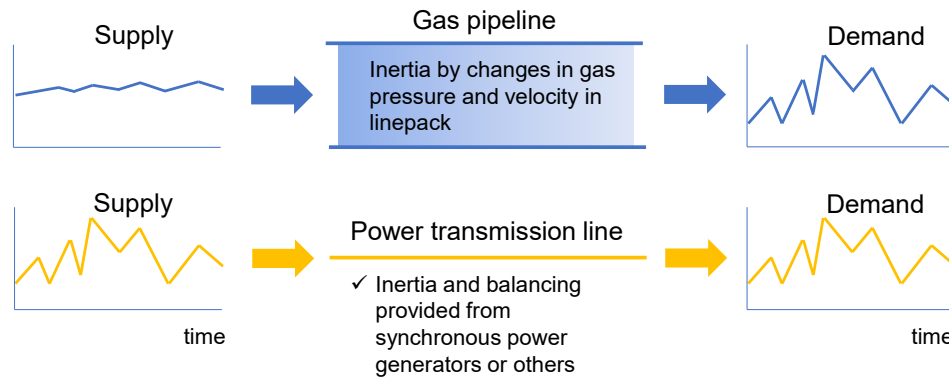 Gas pipeline
Supply
Demand
Inertia by changes in gas
pressure and velocity in
linepack
Supply
Demand
Power transmission line
✓ Inertia and balancing
provided from
synchronous power
generators or others
time
time